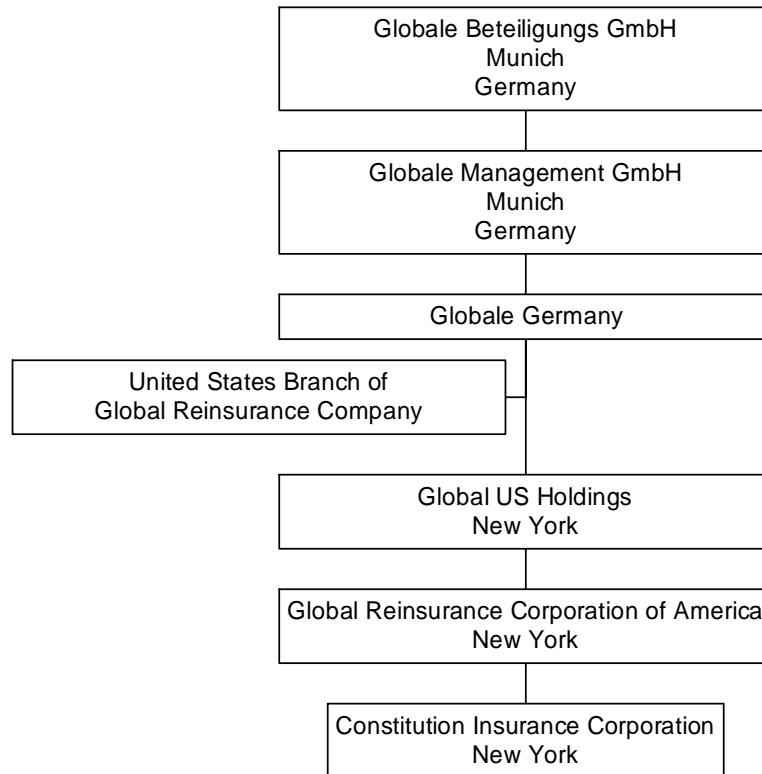 Globale Beteiligungs GmbH
Munich
Germany
Globale Management GmbH
Munich
Germany
Globale Germany
United States Branch of
Global Reinsurance Company
Global US Holdings
New York
Global Reinsurance Corporation of America
New York
Constitution Insurance Corporation
New York